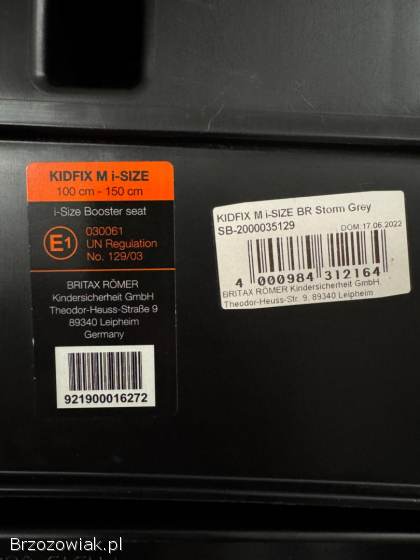 KIDFIX M i-SIZE
100 cm - 150 cm
i-Size Booster seat
E1
030061
UN Regulation
No. 129/03
BRITAX RÖMER
Kindersicherheit GmbH
Theodor-Heuss-Straße 9
89340 Leipheim
Germany
921900016272
KIDFIX M i-SIZE BR Storm Grey
SB-2000035129
DOM:17.06.2022
4 000984 312164
BRITAX RÖMER Kindersicherheit GmbH,
Theodor-Heuss-Str. 9, 89340 Leipheim
Brzozowiak.pl